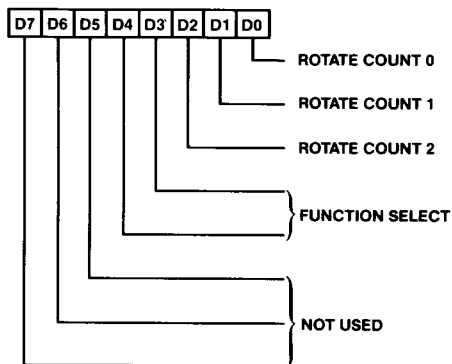 D7 D6 D5 D4 D3 D2 D1 D0
ROTATE COUNT 0
ROTATE COUNT 1
ROTATE COUNT 2
FUNCTION SELECT
NOT USED